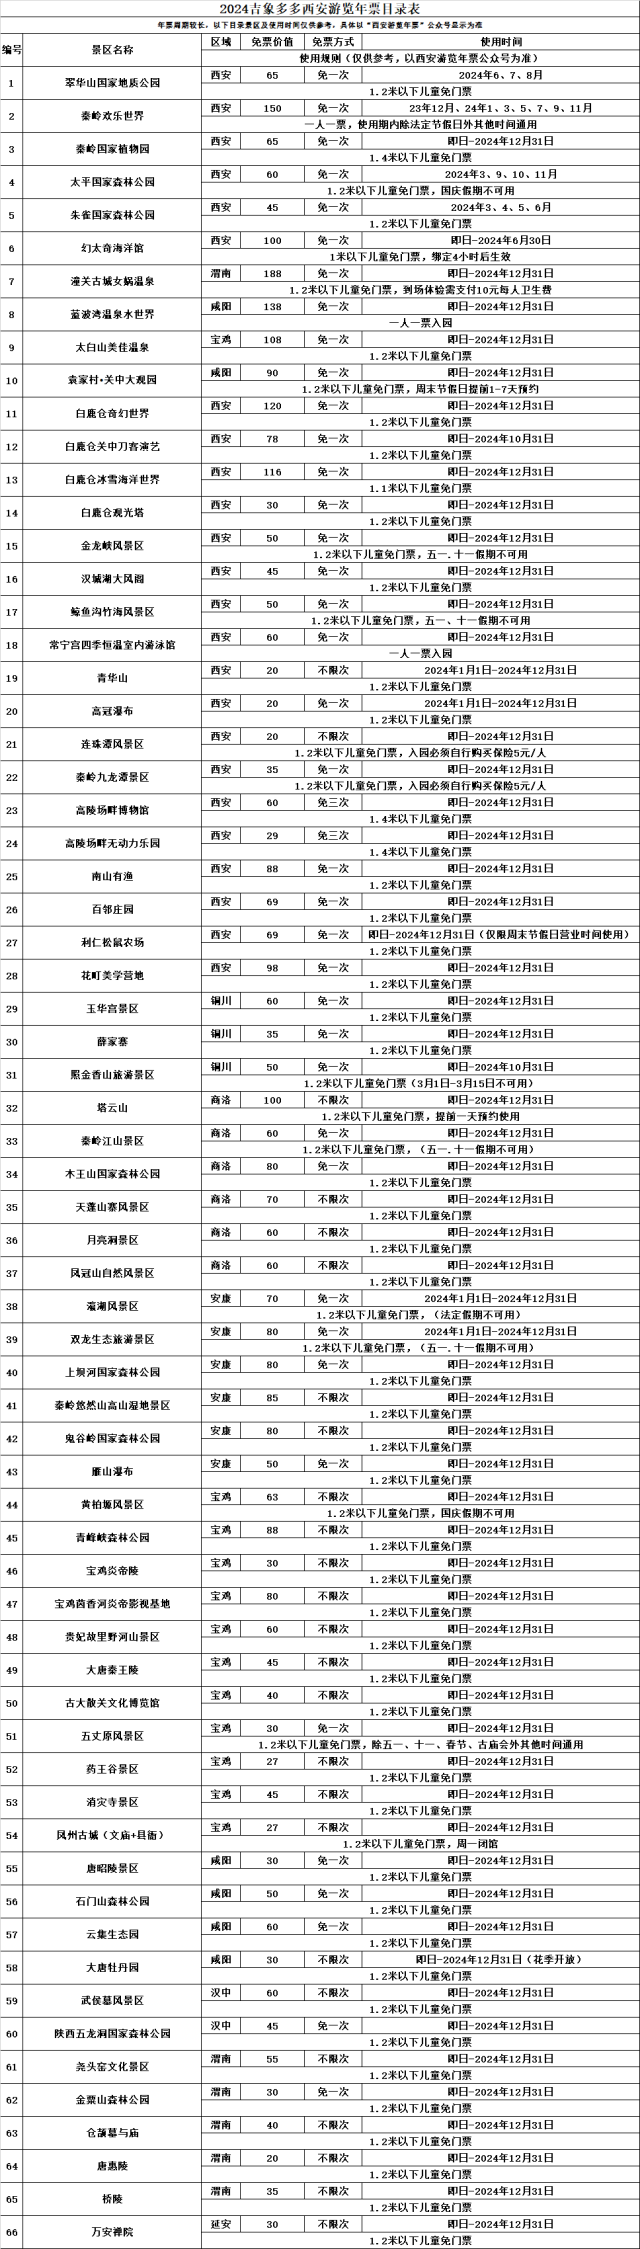 2024吉象多多西安游览年票目录表
年票周期较长，以下目录景区及使用时间仅供参考，具体以“西安游览年票”公众号显示为准
编号 景区名称 区域 免票价值 免票方式 使用时间
使用规则（仅供参考，以西安游览年票公众号为准）
1 翠华山国家地质公园 西安 65 免一次 2024年6、7、8月
1.2米以下儿童免门票
2 秦岭欢乐世界 西安 150 免一次 23年12月、24年1、3、5、7、9、11月
一人一票，使用期内除法定节假日外其他时间通用
3 秦岭国家植物园 西安 65 免一次 即日-2024年12月31日
1.4米以下儿童免门票
4 太平国家森林公园 西安 60 免一次 2024年3、9、10、11月
1.2米以下儿童免门票，国庆假期不可用
5 朱雀国家森林公园 西安 45 免一次 2024年3、4、5、6月
1.2米以下儿童免门票
6 幻太奇海洋馆 西安 100 免一次 即日-2024年6月30日
1米以下儿童免门票，绑定4小时后生效
7 潼关古城女娲温泉 渭南 188 免一次 即日-2024年12月31日
1.2米以下儿童免门票，到场体验需支付10元每人卫生费
8 蓝波湾温泉水世界 咸阳 138 免一次 即日-2024年12月31日
一人一票入园
9 太白山美佳温泉 宝鸡 108 免一次 即日-2024年12月31日
1.2米以下儿童免门票
10 袁家村·关中大观园 咸阳 90 免一次 即日-2024年12月31日
1.2米以下儿童免门票，周末节假日提前1-7天预约
11 白鹿仓奇幻世界 西安 120 免一次 即日-2024年12月31日
1.2米以下儿童免门票
12 白鹿仓关中刀客演艺 西安 78 免一次 即日-2024年10月31日
1.2米以下儿童免门票
13 白鹿仓冰雪海洋世界 西安 116 免一次 即日-2024年12月31日
1.1米以下儿童免门票
14 白鹿仓观光塔 西安 30 免一次 即日-2024年12月31日
1.2米以下儿童免门票
15 金龙峡风景区 西安 50 免一次 即日-2024年12月31日
1.2米以下儿童免门票，五一.十一假期不可用
16 汉城湖大风阁 西安 45 免一次 即日-2024年12月31日
1.2米以下儿童免门票
17 鲸鱼沟竹海风景区 西安 50 免一次 即日-2024年12月31日
1.2米以下儿童免门票，五一、十一假期不可用
18 常宁宫四季恒温室内游泳馆 西安 60 免一次 即日-2024年12月31日
一人一票入园
19 青华山 西安 20 不限次 2024年1月1日-2024年12月31日
1.2米以下儿童免门票
20 高冠瀑布 西安 20 免一次 2024年1月1日-2024年12月31日
1.2米以下儿童免门票
21 连珠潭风景区 西安 20 不限次 即日-2024年12月31日
1.2米以下儿童免门票，入园必须自行购买保险5元/人
22 秦岭九龙潭景区 西安 35 免一次 即日-2024年12月31日
1.2米以下儿童免门票，入园必须自行购买保险5元/人
23 高陵场畔博物馆 西安 60 免三次 即日-2024年12月31日
1.4米以下儿童免门票
24 高陵场畔无动力乐园 西安 29 免三次 即日-2024年12月31日
1.4米以下儿童免门票
25 南山有渔 西安 88 免一次 即日-2024年12月31日
1.2米以下儿童免门票
26 百邻庄园 西安 69 免一次 即日-2024年12月31日
1.2米以下儿童免门票
27 利仁松鼠农场 西安 69 免一次 即日-2024年12月31日（仅限周末节假日营业时间使用）
1.2米以下儿童免门票
28 花町美学营地 西安 98 免一次 即日-2024年12月31日
1.2米以下儿童免门票
29 玉华宫景区 铜川 60 免一次 即日-2024年12月31日
1.2米以下儿童免门票
30 薛家寨 铜川 35 免一次 即日-2024年12月31日
1.2米以下儿童免门票
31 照金香山旅游景区 铜川 50 免一次 即日-2024年10月31日
1.2米以下儿童免门票（3月1日-3月15日不可用）
32 塔云山 商洛 100 不限次 即日-2024年12月31日
1.2米以下儿童免门票，提前一天预约使用
33 秦岭江山景区 商洛 60 免一次 即日-2024年12月31日
1.2米以下儿童免门票，（五一.十一假期不可用）
34 木王山国家森林公园 商洛 80 免一次 即日-2024年12月31日
1.2米以下儿童免门票
35 天蓬山寨风景区 商洛 70 不限次 即日-2024年12月31日
1.2米以下儿童免门票
36 月亮洞景区 商洛 60 不限次 即日-2024年12月31日
1.2米以下儿童免门票
37 凤冠山自然风景区 商洛 60 不限次 即日-2024年12月31日
1.2米以下儿童免门票
38 瀛湖风景区 安康 70 免一次 2024年1月1日-2024年12月31日
1.2米以下儿童免门票，（法定假期不可用）
39 双龙生态旅游景区 安康 80 免一次 2024年1月1日-2024年12月31日
1.2米以下儿童免门票，（五一.十一假期不可用）
40 上坝河国家森林公园 安康 80 免一次 即日-2024年12月31日
1.2米以下儿童免门票
41 秦岭悠然山高山湿地景区 安康 85 不限次 即日-2024年12月31日
1.2米以下儿童免门票
42 鬼谷岭国家森林公园 安康 80 不限次 即日-2024年12月31日
1.2米以下儿童免门票
43 雁山瀑布 安康 50 免一次 即日-2024年12月31日
1.2米以下儿童免门票
44 黄柏塬风景区 宝鸡 63 不限次 即日-2024年12月31日
1.2米以下儿童免门票，国庆假期不可用
45 青峰峡森林公园 宝鸡 88 不限次 即日-2024年12月31日
1.2米以下儿童免门票
46 宝鸡炎帝陵 宝鸡 30 不限次 即日-2024年12月31日
1.2米以下儿童免门票
47 宝鸡茵香河炎帝影视基地 宝鸡 80 不限次 即日-2024年12月31日
1.2米以下儿童免门票
48 贵妃故里野河山景区 宝鸡 60 不限次 即日-2024年12月31日
1.2米以下儿童免门票
49 大唐秦王陵 宝鸡 45 不限次 即日-2024年12月31日
1.2米以下儿童免门票
50 古大散关文化博览馆 宝鸡 40 不限次 即日-2024年12月31日
1.2米以下儿童免门票
51 五丈原风景区 宝鸡 30 免一次 即日-2024年12月31日
1.2米以下儿童免门票，除五一、十一、春节、古庙会外其他时间通用
52 药王谷景区 宝鸡 27 不限次 即日-2024年12月31日
1.2米以下儿童免门票
53 消灾寺景区 宝鸡 45 不限次 即日-2024年12月31日
1.2米以下儿童免门票
54 凤州古城（文庙+县衙） 宝鸡 27 不限次 即日-2024年12月31日
1.2米以下儿童免门票，周一闭馆
55 唐昭陵景区 咸阳 30 免一次 即日-2024年12月31日
1.2米以下儿童免门票
56 石门山森林公园 咸阳 50 免一次 即日-2024年12月31日
1.2米以下儿童免门票
57 云集生态园 咸阳 60 免一次 即日-2024年12月31日
1.2米以下儿童免门票
58 大唐牡丹园 咸阳 30 不限次 即日-2024年12月31日（花季开放）
1.2米以下儿童免门票
59 武侯墓风景区 汉中 60 不限次 即日-2024年12月31日
1.2米以下儿童免门票
60 陕西五龙洞国家森林公园 汉中 45 免一次 即日-2024年12月31日
1.2米以下儿童免门票
61 尧头窑文化景区 渭南 55 不限次 即日-2024年12月31日
1.2米以下儿童免门票
62 金粟山森林公园 渭南 30 免一次 即日-2024年12月31日
1.2米以下儿童免门票
63 仓颉墓与庙 渭南 40 不限次 即日-2024年12月31日
1.2米以下儿童免门票
64 唐惠陵 渭南 20 不限次 即日-2024年12月31日
1.2米以下儿童免门票
65 桥陵 渭南 35 不限次 即日-2024年12月31日
1.2米以下儿童免门票
66 万安禅院 延安 30 不限次 即日-2024年12月31日
1.2米以下儿童免门票